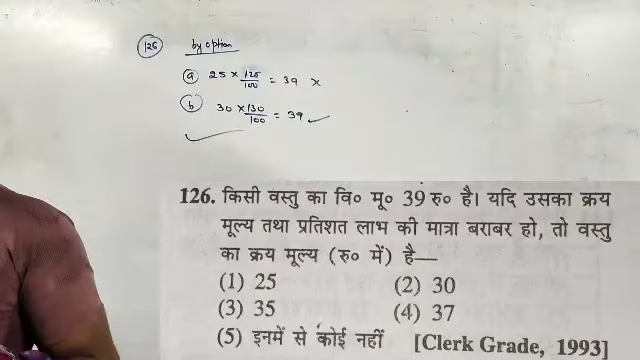 126 by option
a 25 × 125/100 = 39 ×
b 30 × 130/100 = 39 ✓
126. किसी वस्तु का वि० मू० 39 रु० है। यदि उसका क्रय
मूल्य तथा प्रतिशत लाभ की मात्रा बराबर हो, तो वस्तु
का क्रय मूल्य (रु० में) है—
(1) 25 (2) 30
(3) 35 (4) 37
(5) इनमें से कोई नहीं [Clerk Grade, 1993]